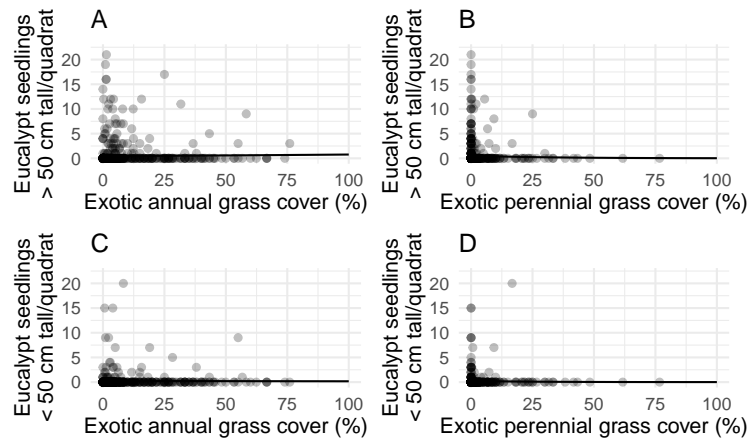 A
Eucalypt seedlings
> 50 cm tall/quadrat
20
15
10
5
0
0 25 50 75 100
Exotic annual grass cover (%)
B
Eucalypt seedlings
> 50 cm tall/quadrat
20
15
10
5
0
0 25 50 75 100
Exotic perennial grass cover (%)
C
Eucalypt seedlings
< 50 cm tall/quadrat
20
15
10
5
0
0 25 50 75 100
Exotic annual grass cover (%)
D
Eucalypt seedlings
< 50 cm tall/quadrat
20
15
10
5
0
0 25 50 75 100
Exotic perennial grass cover (%)